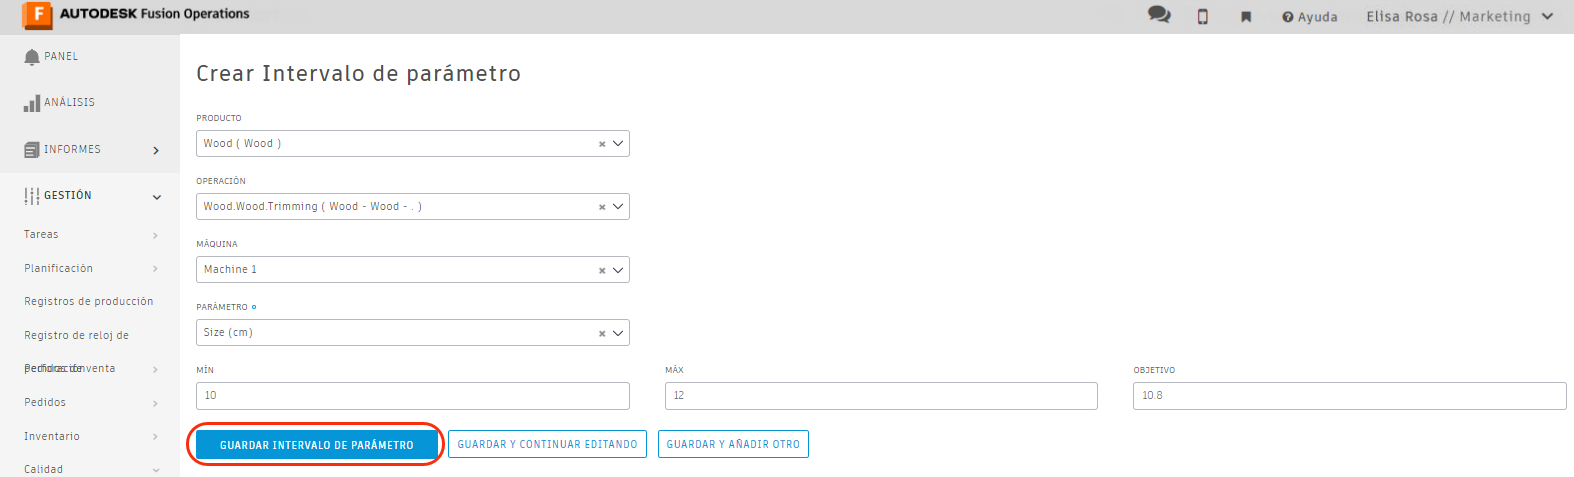 F AUTODESK Fusion Operations
Ayuda
Elisa Rosa // Marketing
PANEL
ANÁLISIS
INFORMES
GESTIÓN
Tareas
Planificación
Registros de producción
Registro de reloj de
Pedidos de venta
Pedidos
Inventario
Calidad
Crear Intervalo de parámetro
PRODUCTO
Wood ( Wood )
OPERACIÓN
Wood.Wood.Trimming ( Wood - Wood - . )
MÁQUINA
Machine 1
PARÁMETRO
Size (cm)
MÍN
MÁX
OBJETIVO
10
12
10.8
GUARDAR INTERVALO DE PARÁMETRO
GUARDAR Y CONTINUAR EDITANDO
GUARDAR Y AÑADIR OTRO